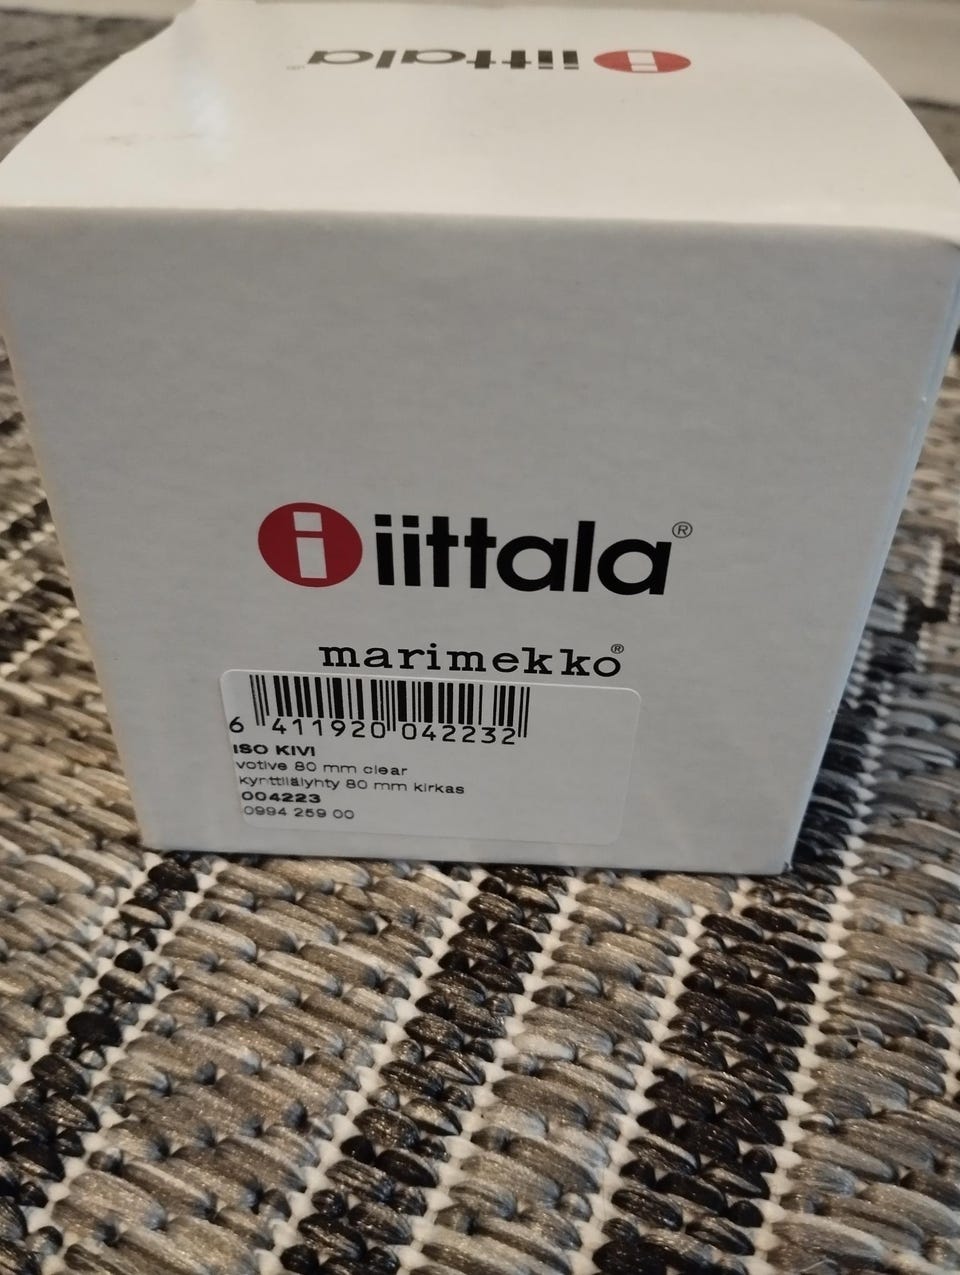 iittala
iittala®
marimekko®
6 411920 042232
ISO KIVI
votive 80 mm clear
kynttilälyhty 80 mm kirkas
004223
0994 259 00